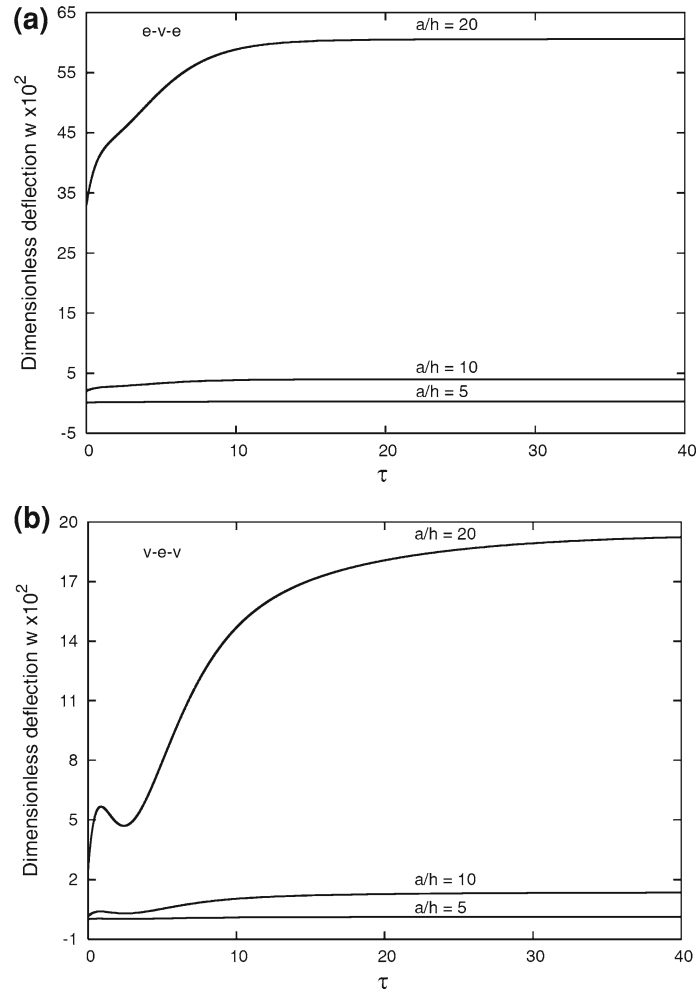 (a)
e-v-e
a/h = 20
a/h = 10
a/h = 5
Dimensionless deflection w x10²
65
55
45
35
25
15
5
-5
0 10 20 30 40
τ
(b)
v-e-v
a/h = 20
a/h = 10
a/h = 5
Dimensionless deflection w x10²
20
17
14
11
8
5
2
-1
0 10 20 30 40
τ